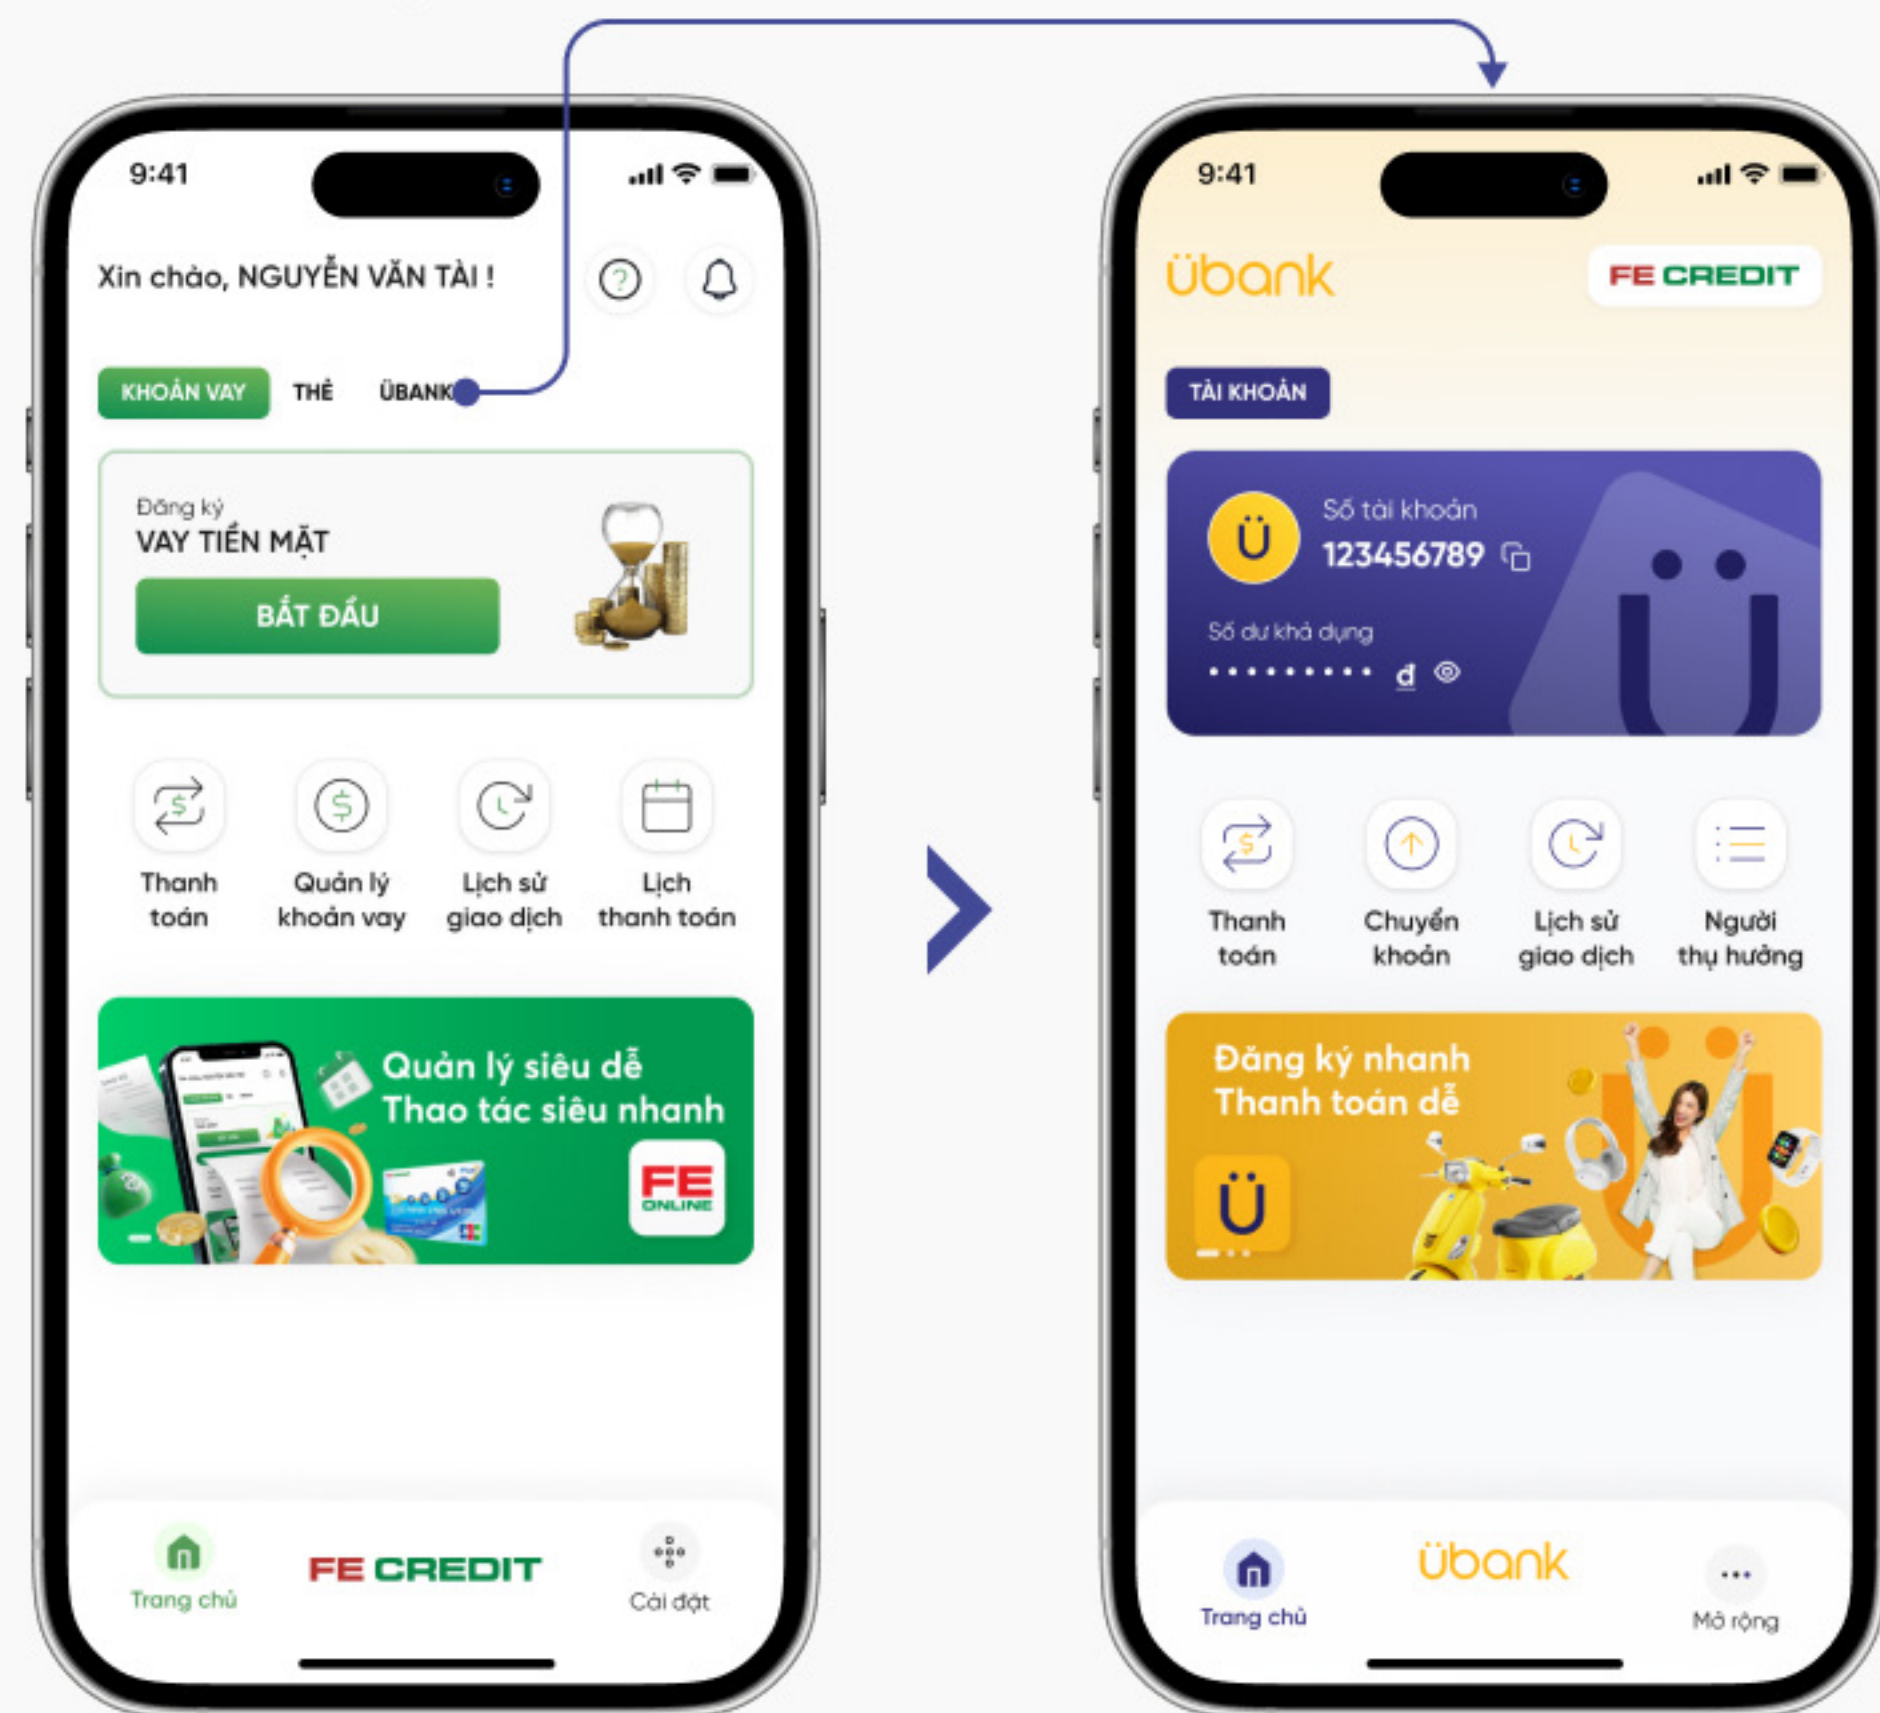 9:41
Xin chào, NGUYỄN VĂN TÀI !
KHOẢN VAY THẺ ÜBANK
Đăng ký
VAY TIỀN MẶT
BẮT ĐẦU
Thanh toán
Quản lý khoản vay
Lịch sử giao dịch
Lịch thanh toán
Quản lý siêu dễ
Thao tác siêu nhanh
FE
ONLINE
Trang chủ
FE CREDIT
Cài đặt
9:41
übank
FE CREDIT
TÀI KHOẢN
Ü
Số tài khoản
123456789
Số dư khả dụng
đ
Ü
Thanh toán
Chuyển khoản
Lịch sử giao dịch
Người thụ hưởng
Đăng ký nhanh
Thanh toán dễ
Ü
Trang chủ
übank
Mở rộng